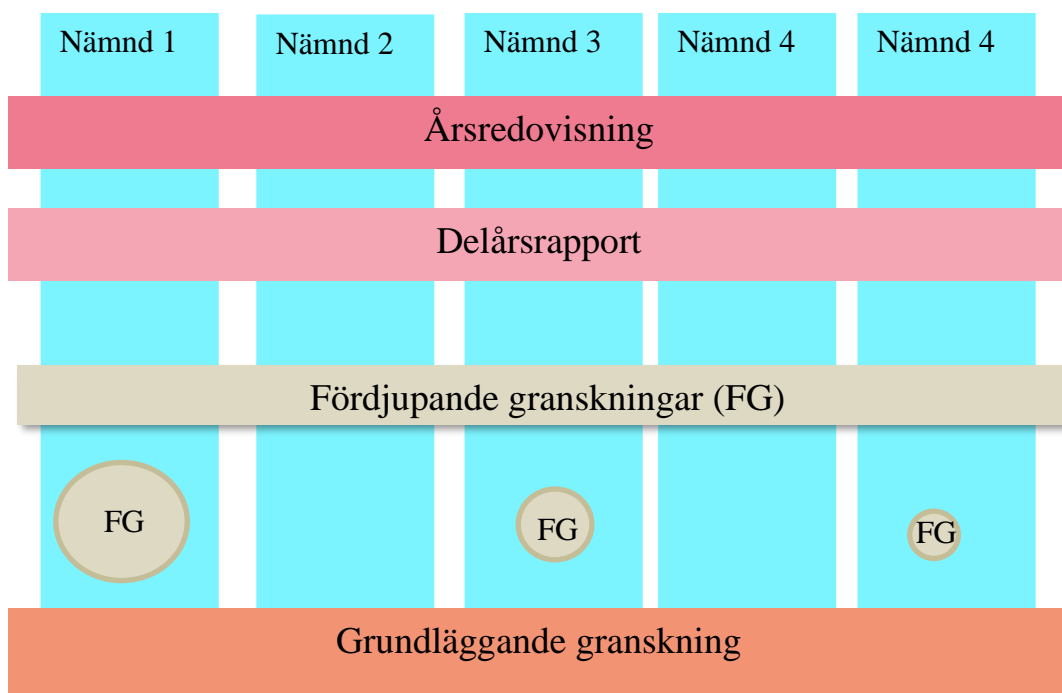 Nämnd 1
Nämnd 2
Nämnd 3
Nämnd 4
Nämnd 4
Årsredovisning
Delårsrapport
Fördjupande granskningar (FG)
FG
FG
FG
Grundläggande granskning